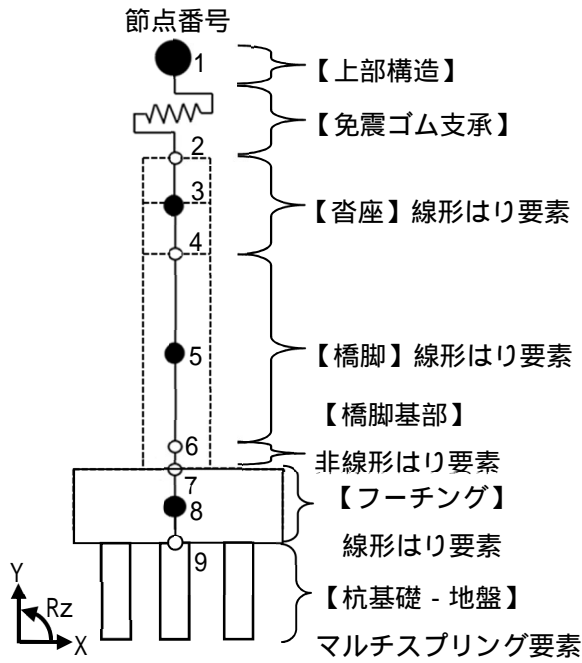 節点番号
1
【上部構造】
【免震ゴム支承】
2
3
【沓座】線形はり要素
4
5
【橋脚】線形はり要素
【橋脚基部】
6
非線形はり要素
7
【フーチング】
8
線形はり要素
9
Y
Rz
X
【杭基礎 - 地盤】
マルチスプリング要素